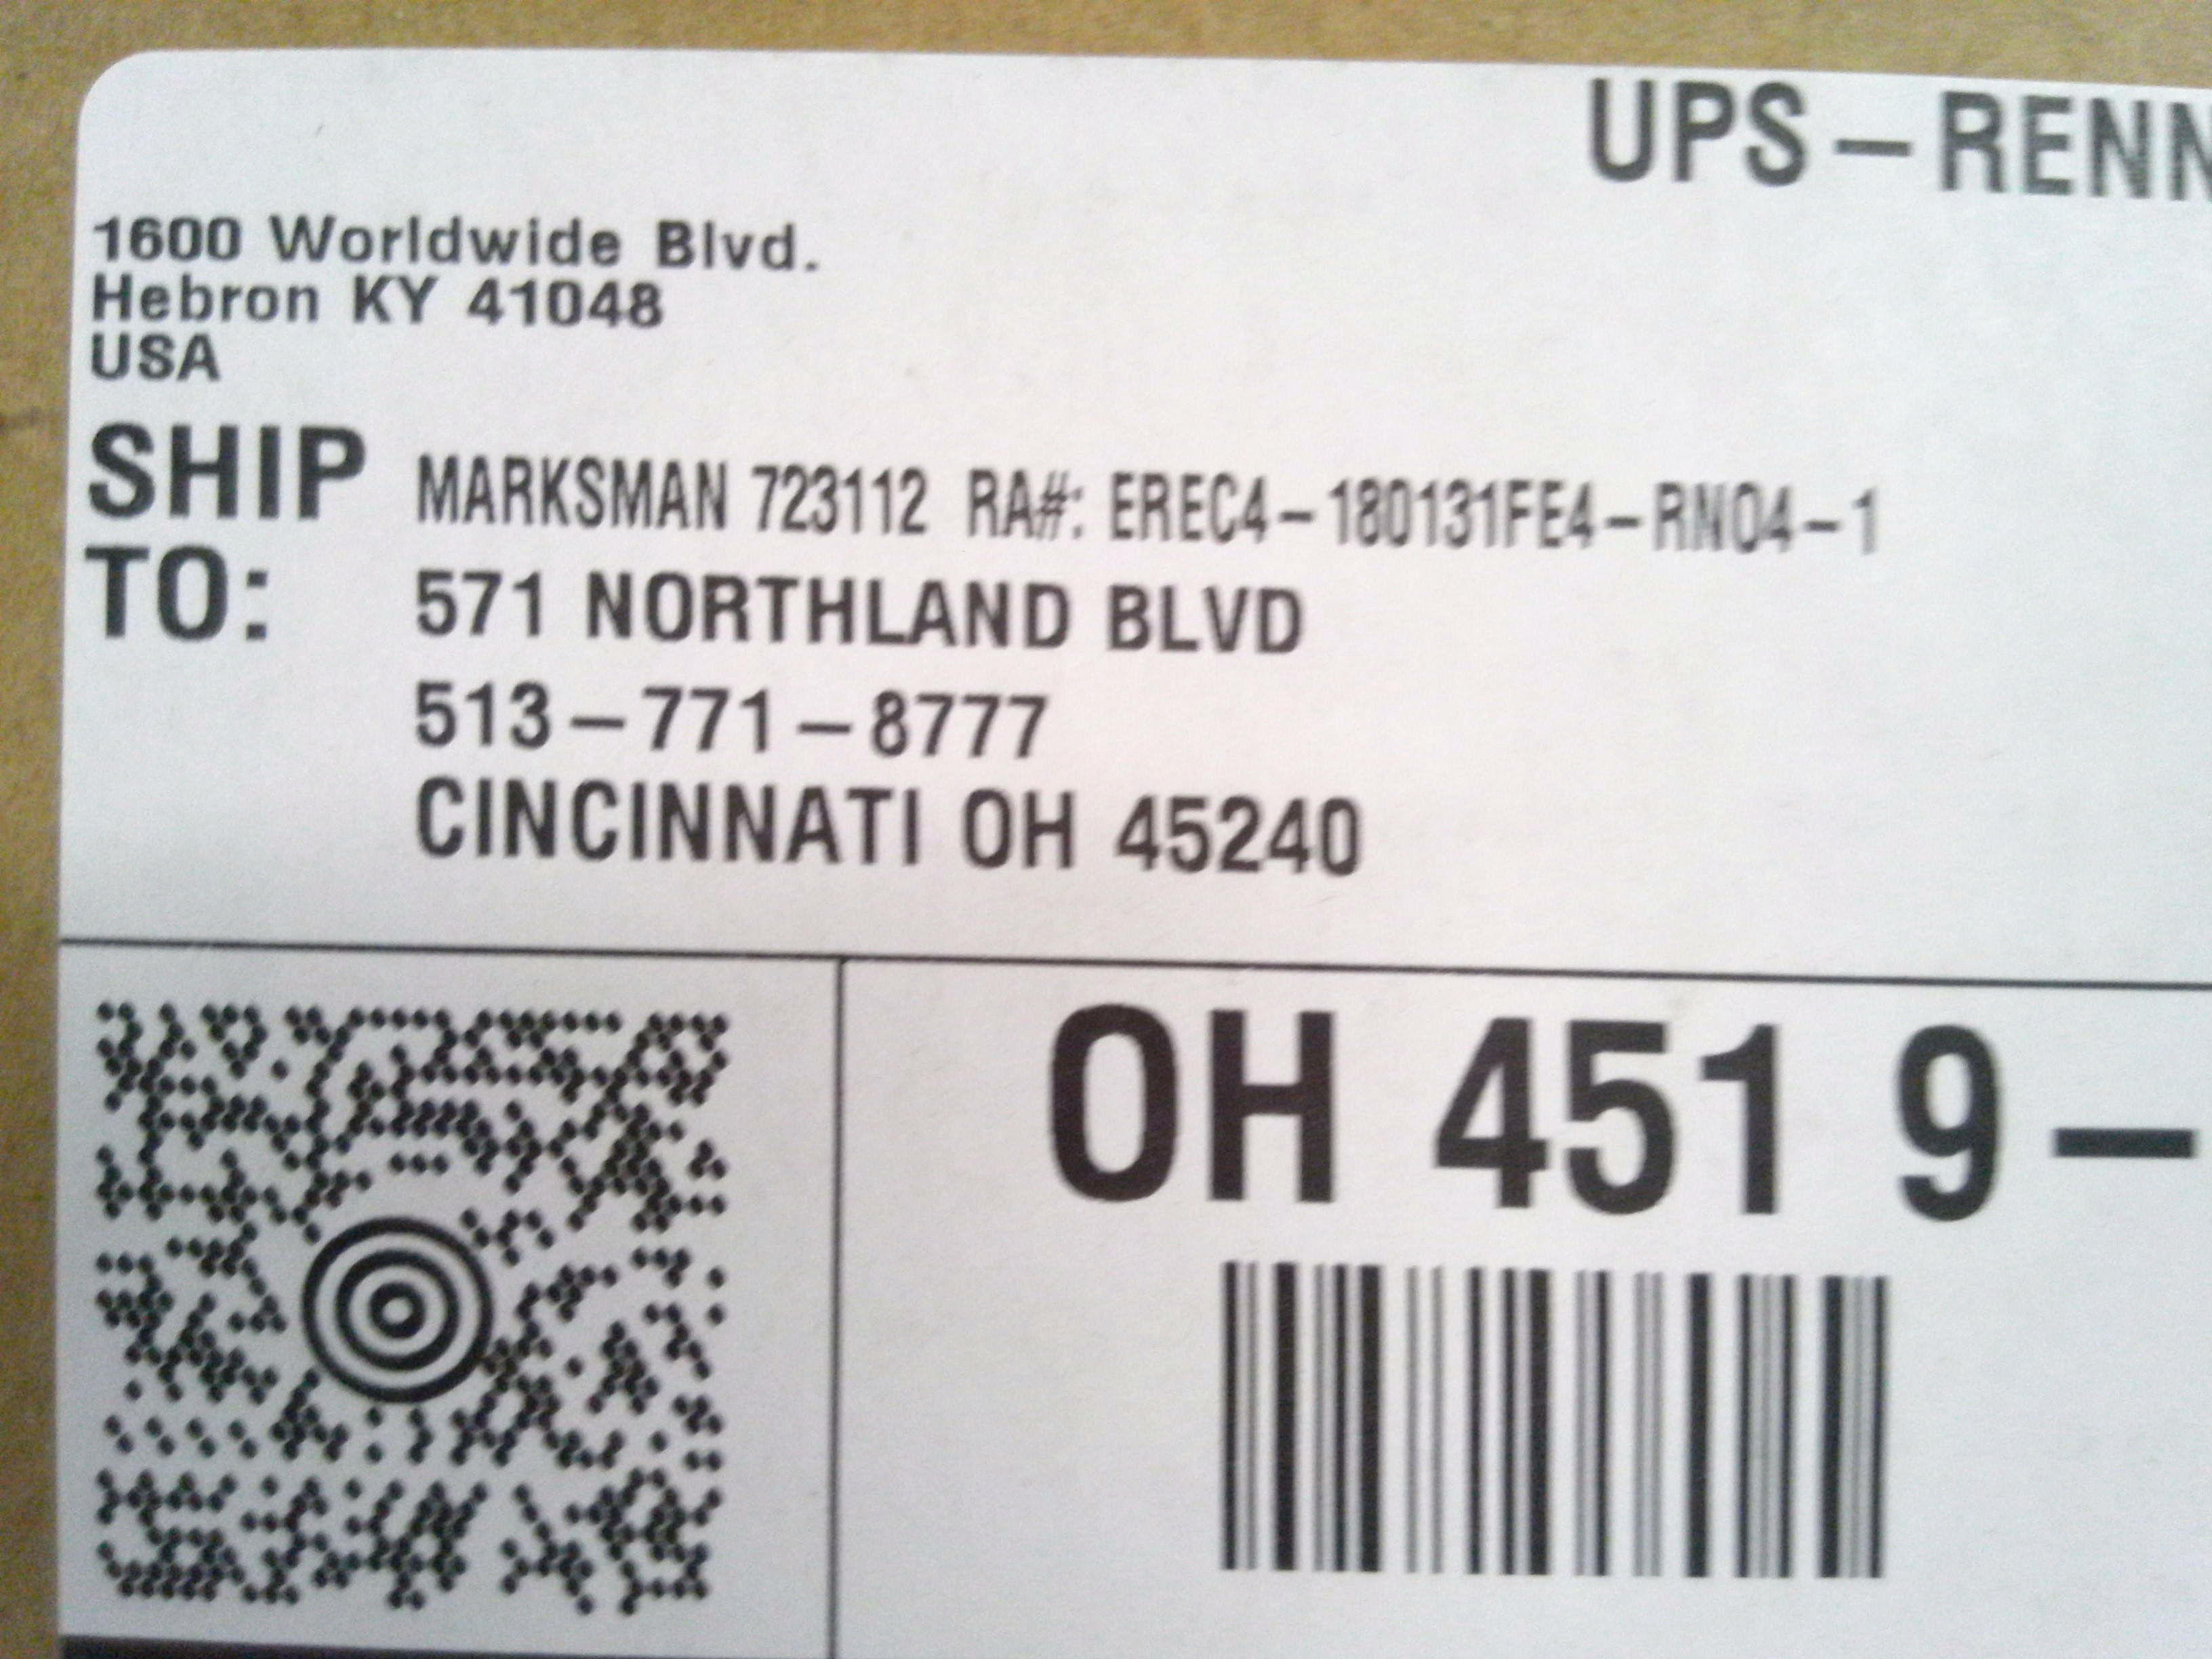 UPS – RENN
1600 Worldwide Blvd.
Hebron KY 41048
USA
SHIP TO: MARKSMAN 723112 RA#: EREC4-180131FE4-RNO4-1
571 NORTHLAND BLVD
513-771-8777
CINCINNATI OH 45240
OH 451 9 –